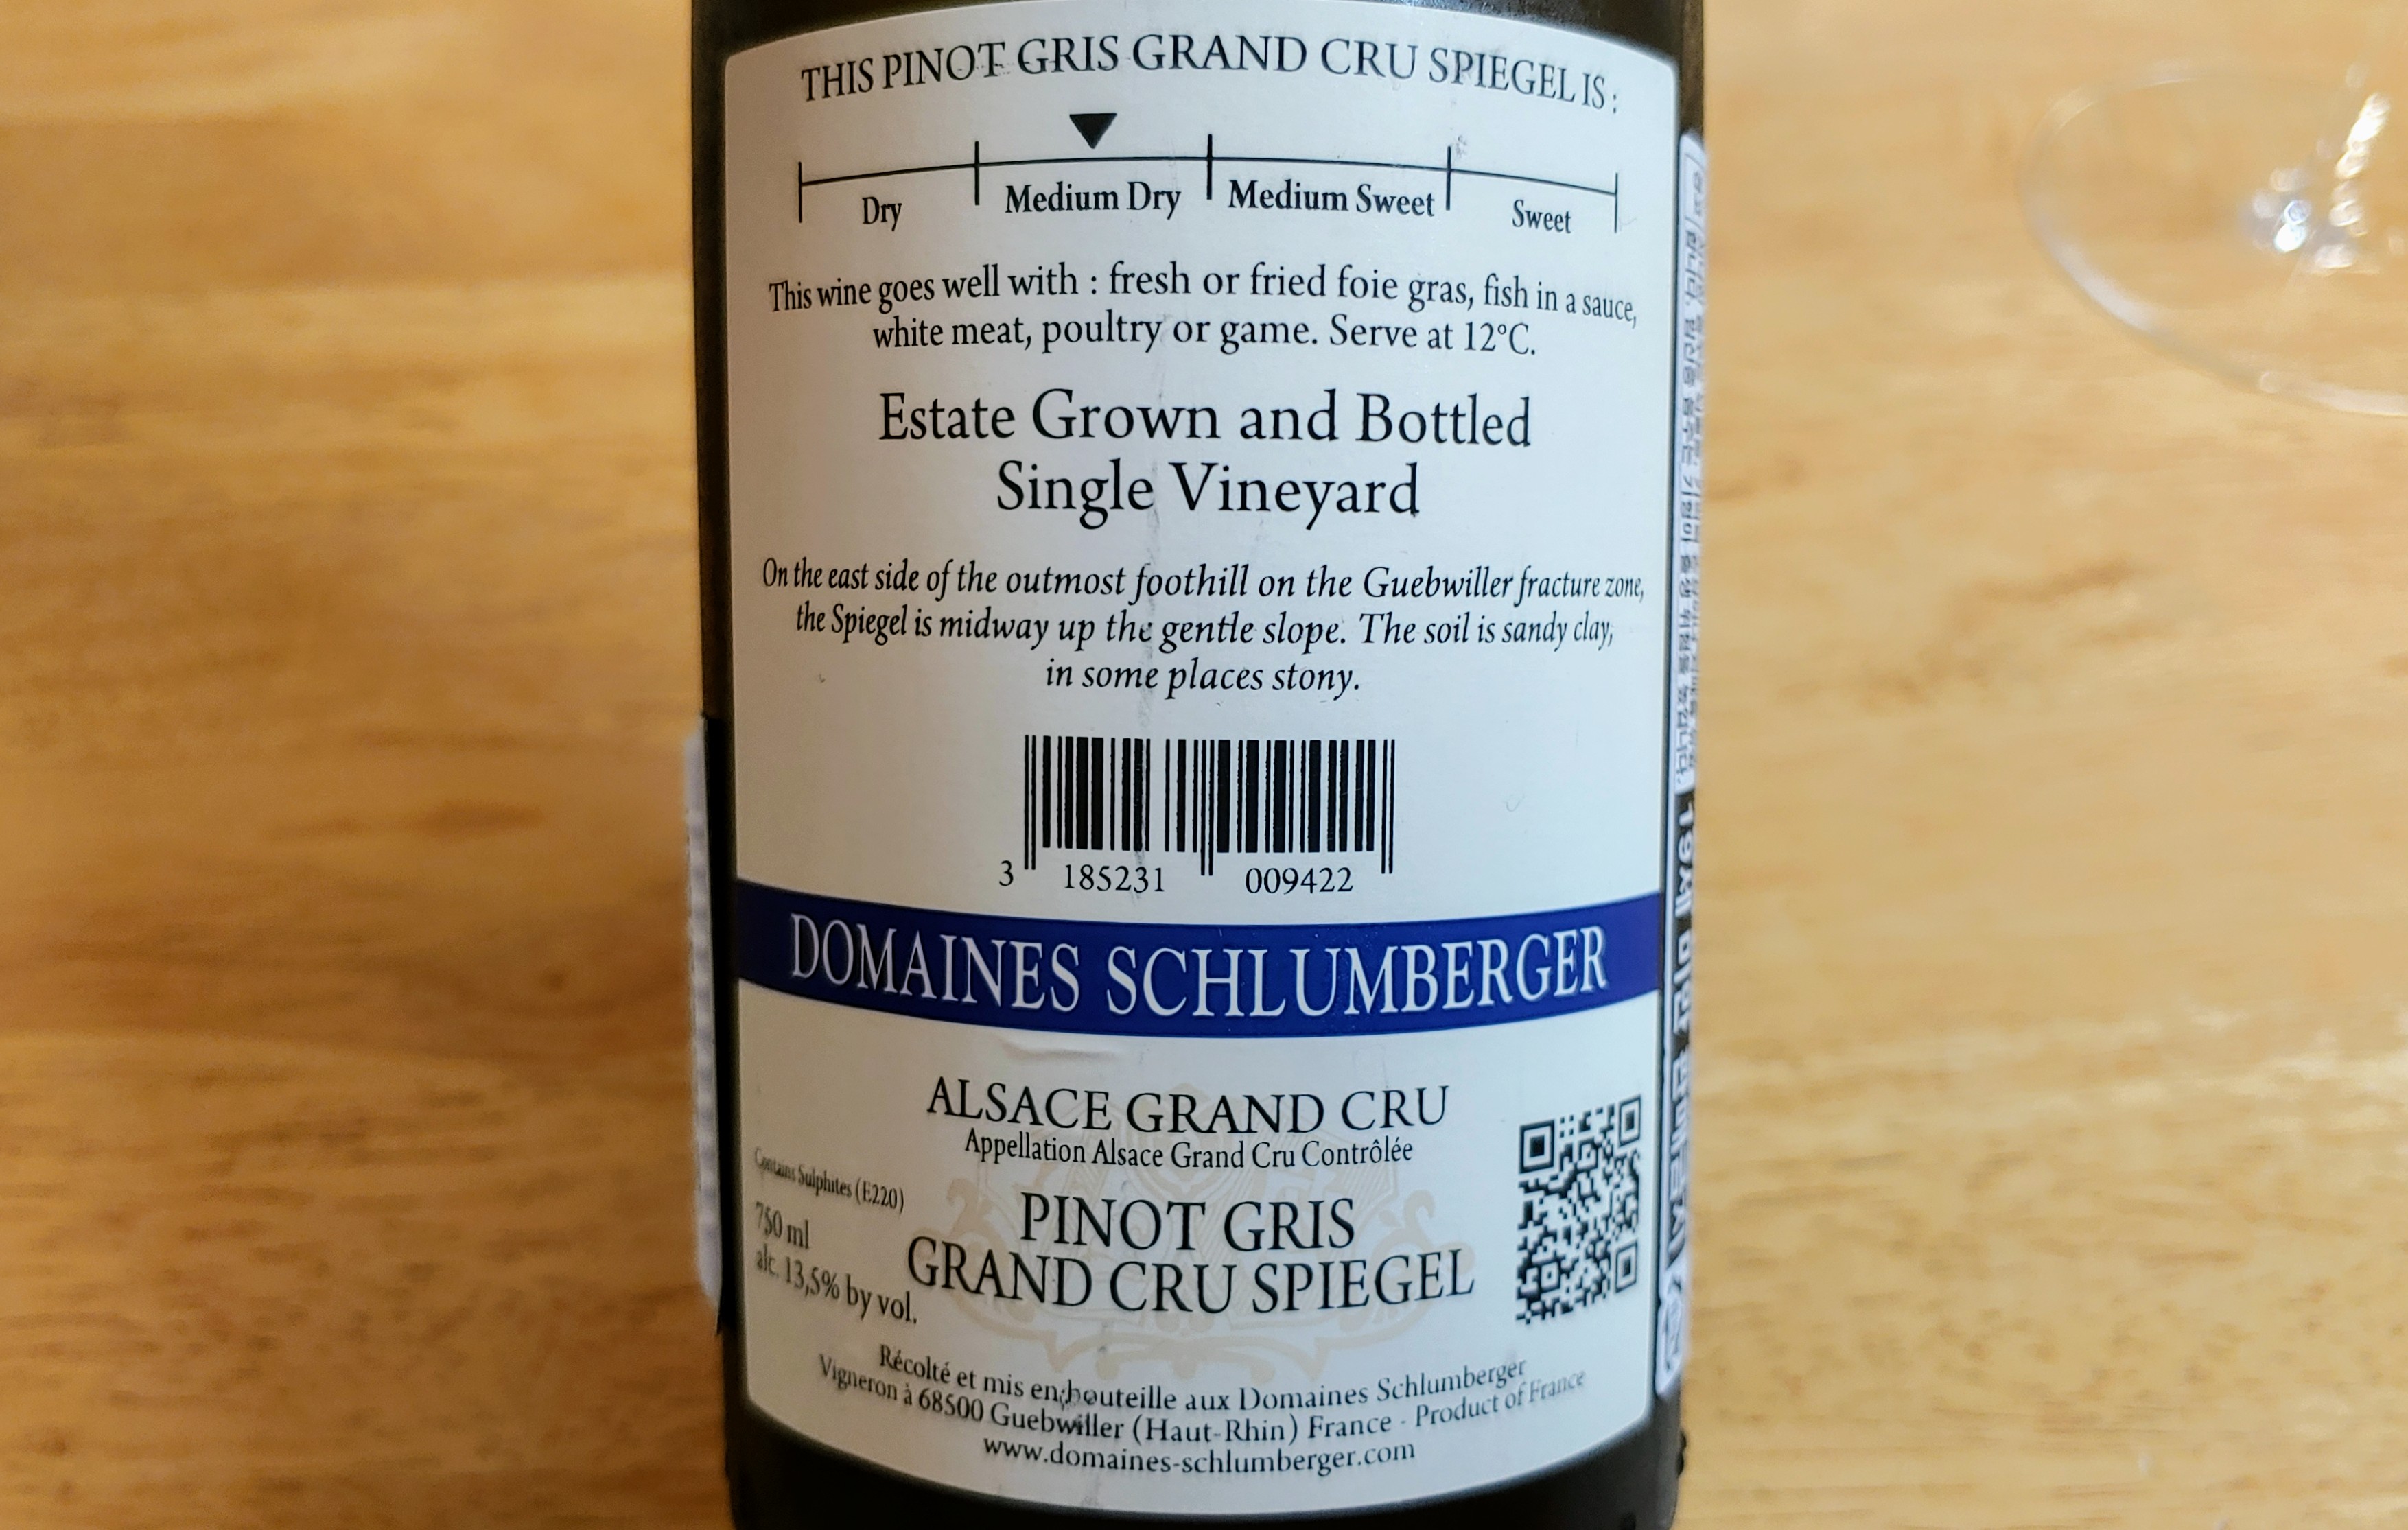 THIS PINOT GRIS GRAND CRU SPIEGEL IS :
Dry Medium Dry Medium Sweet Sweet
This wine goes well with : fresh or fried foie gras, fish in a sauce,
white meat, poultry or game. Serve at 12°C.
Estate Grown and Bottled
Single Vineyard
On the east side of the outmost foothill on the Guebwiller fracture zone,
the Spiegel is midway up the gentle slope. The soil is sandy clay,
in some places stony.
3 185231 009422
DOMAINES SCHLUMBERGER
ALSACE GRAND CRU
Appellation Alsace Grand Cru Contrôlée
Contains Sulphites (E220)
750 ml
alc. 13,5% by vol.
PINOT GRIS
GRAND CRU SPIEGEL
Récolté et mis en bouteille aux Domaines Schlumberger
Vigneron à 68500 Guebwiller (Haut-Rhin) France - Product of France
www.domaines-schlumberger.com